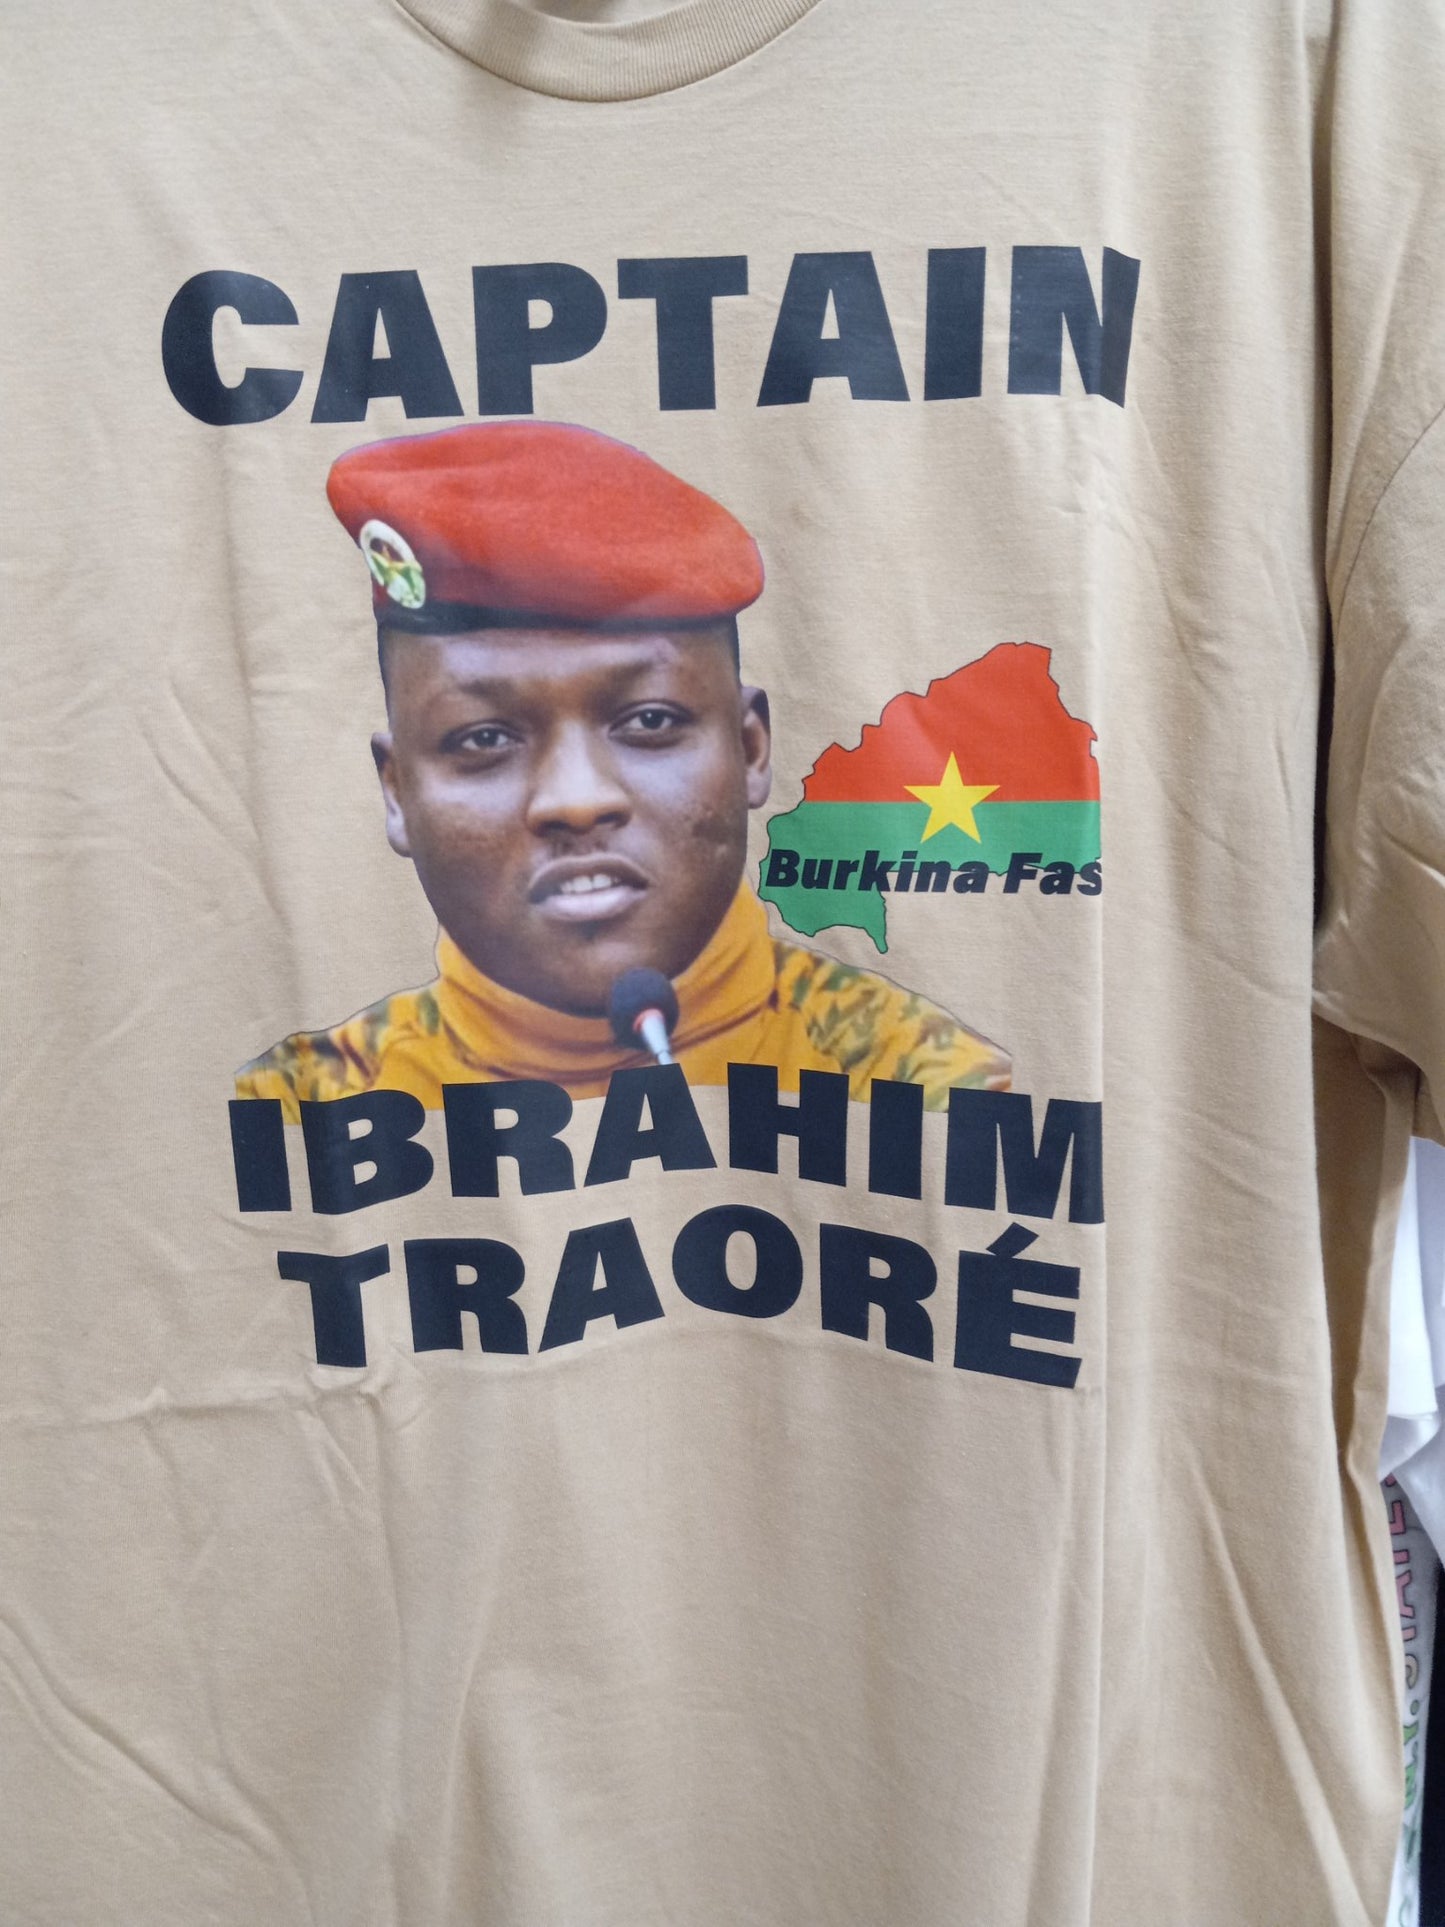 CAPTAIN
Burkina Fas
IBRAHIM
TRAORÉ